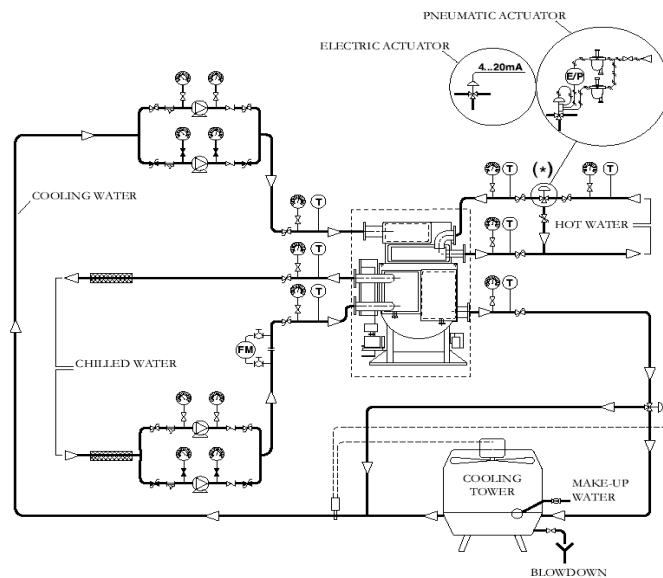 PNEUMATIC ACTUATOR
ELECTRIC ACTUATOR
4...20mA
E/P
(*)
T
T
COOLING WATER
T
HOT WATER
T
T
T
T
FM
CHILLED WATER
COOLING
TOWER
MAKE-UP
WATER
BLOWDOWN